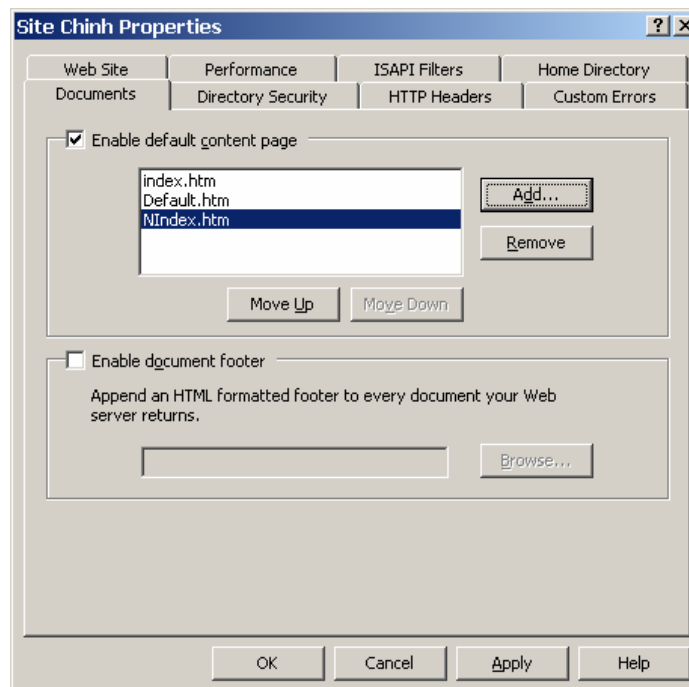 Site Chinh Properties
Web Site Performance ISAPI Filters Home Directory
Documents Directory Security HTTP Headers Custom Errors
Enable default content page
index.htm
Default.htm
NIndex.htm
Add...
Remove
Move Up Move Down
Enable document footer
Append an HTML formatted footer to every document your Web
server returns.
Browse...
OK Cancel Apply Help